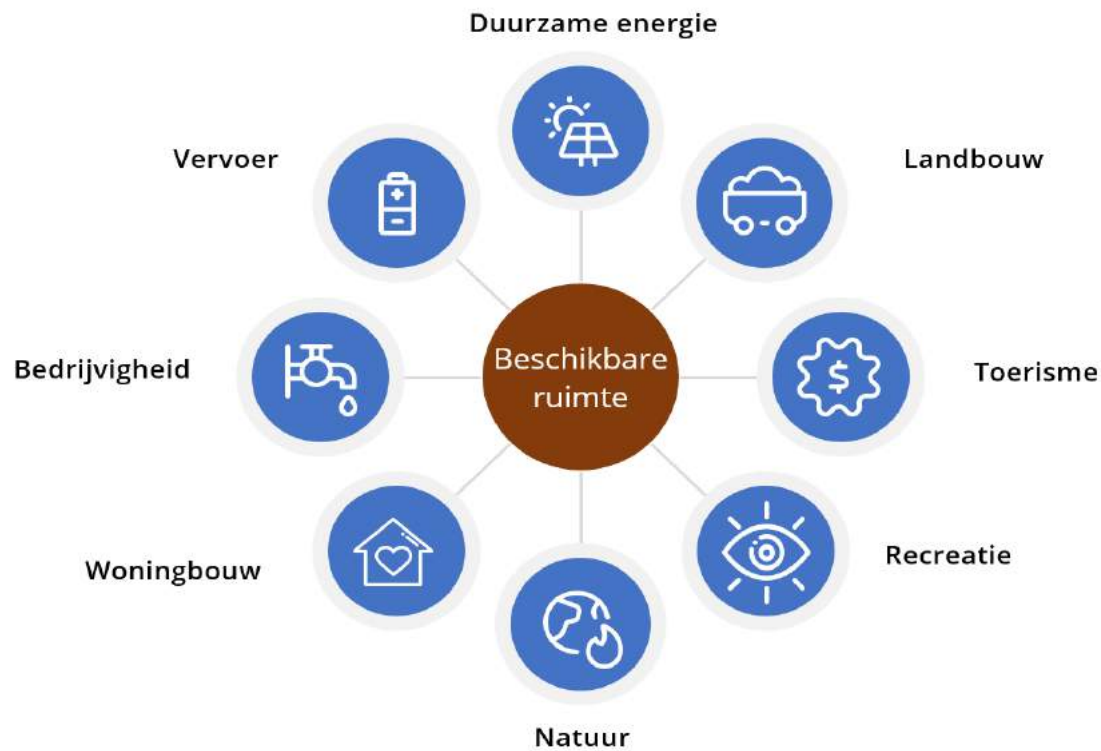 Duurzame energie
Vervoer
Landbouw
Bedrijvigheid
Beschikbare
ruimte
Toerisme
$
Woningbouw
Recreatie
Natuur